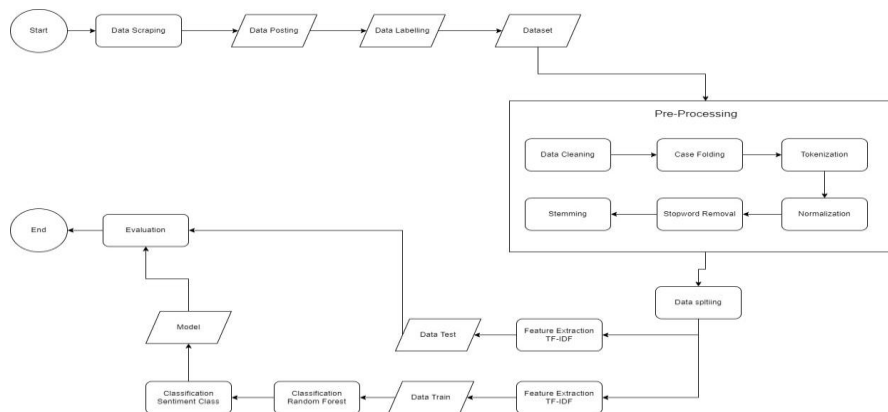 Start
Data Scraping
Data Posting
Data Labelling
Dataset
Pre-Processing
Data Cleaning
Case Folding
Tokenization
Stemming
Stopword Removal
Normalization
End
Evaluation
Data spltiing
Model
Data Test
Feature Extraction
TF-IDF
Classification
Sentiment Class
Classification
Random Forest
Data Train
Feature Extraction
TF-IDF